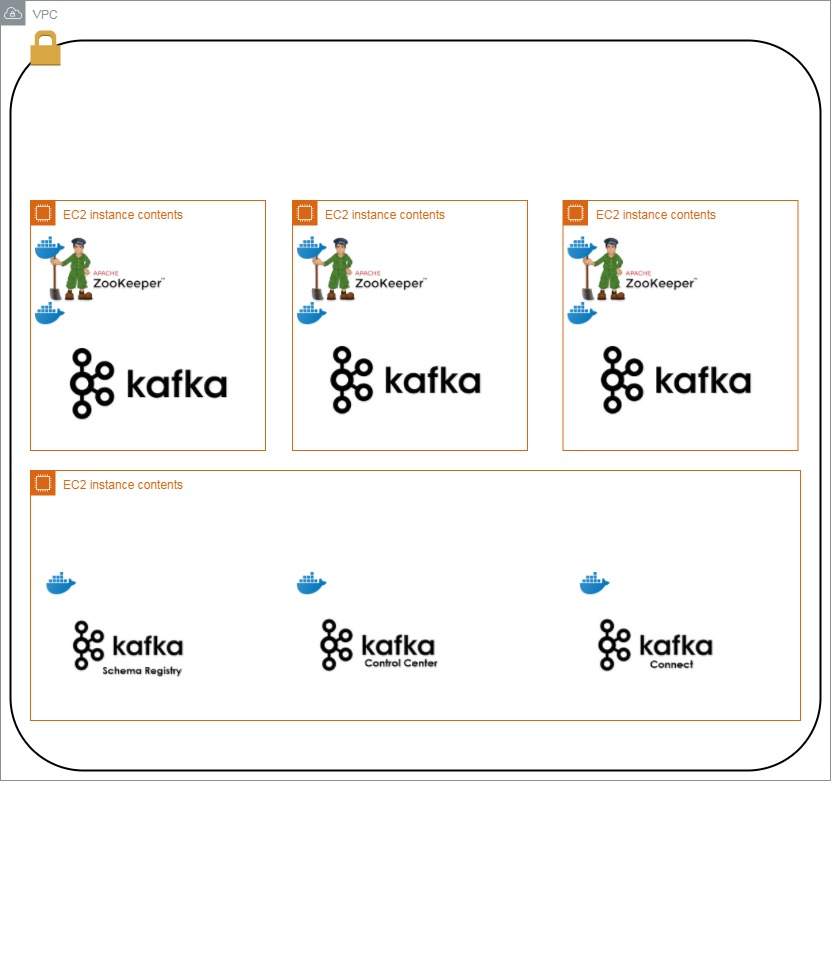 VPC
EC2 instance contents
EC2 instance contents
EC2 instance contents
APACHE
ZooKeeper™
APACHE
ZooKeeper™
APACHE
ZooKeeper™
kafka
kafka
kafka
EC2 instance contents
kafka
Schema Registry
kafka
Control Center
kafka
Connect